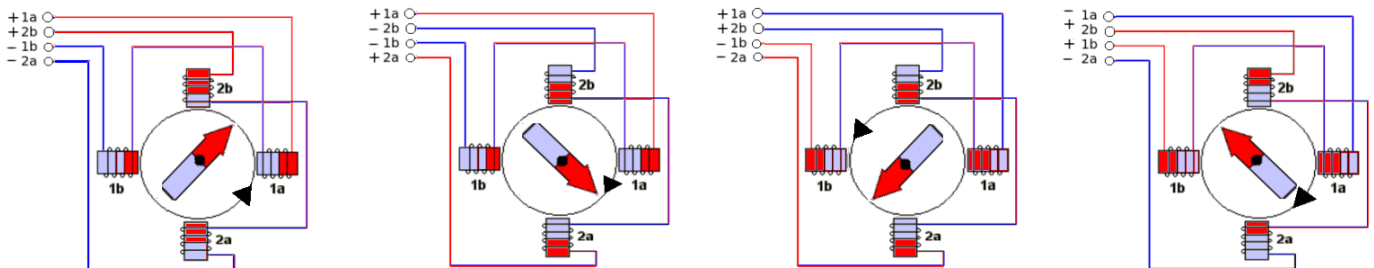 + 1a
+ 2b
− 1b
− 2a
2b
1b
1a
2a
+ 1a
− 2b
− 1b
+ 2a
2b
1b
1a
2a
+ 1a
+ 2b
− 1b
− 2a
2b
1b
1a
2a
− 1a
+ 2b
+ 1b
− 2a
2b
1b
1a
2a